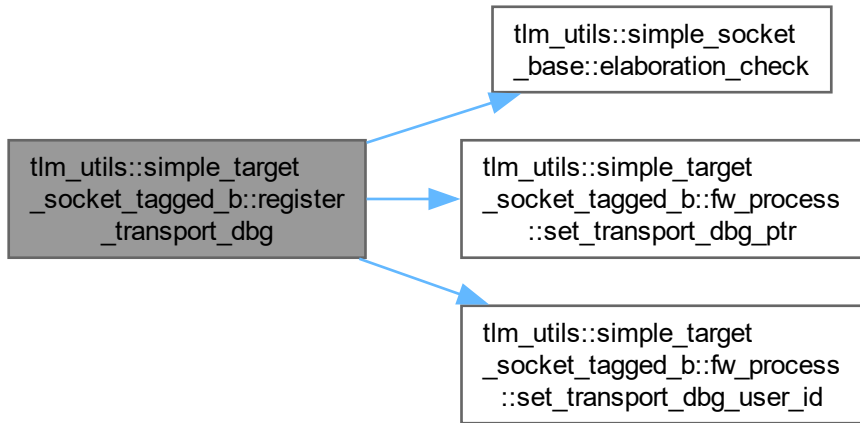 tlm_utils::simple_socket
_base::elaboration_check
tlm_utils::simple_target
_socket_tagged_b::register
_transport_dbg
tlm_utils::simple_target
_socket_tagged_b::fw_process
::set_transport_dbg_ptr
tlm_utils::simple_target
_socket_tagged_b::fw_process
::set_transport_dbg_user_id